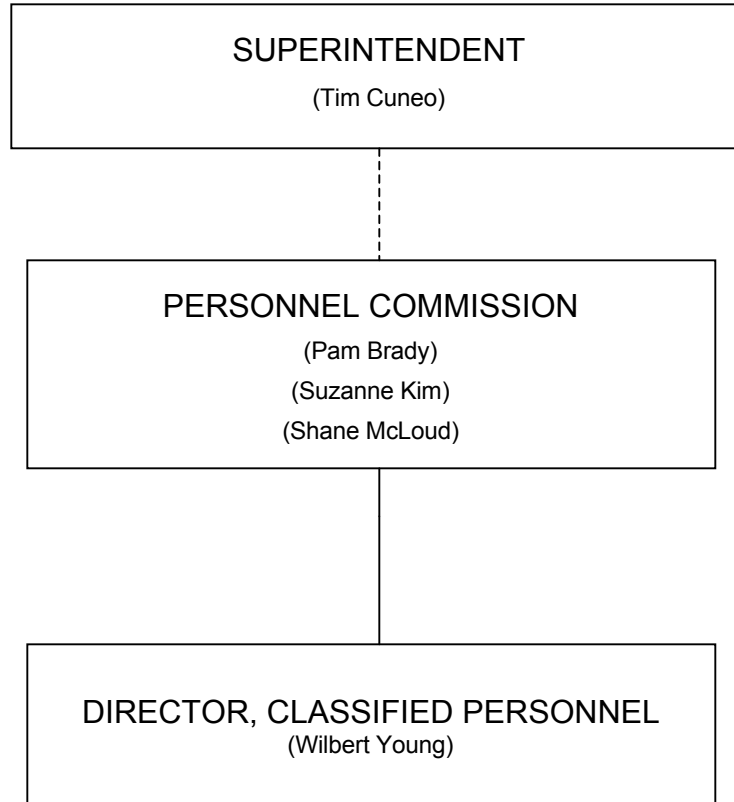 SUPERINTENDENT
(Tim Cuneo)
PERSONNEL COMMISSION
(Pam Brady)
(Suzanne Kim)
(Shane McLoud)
DIRECTOR, CLASSIFIED PERSONNEL
(Wilbert Young)